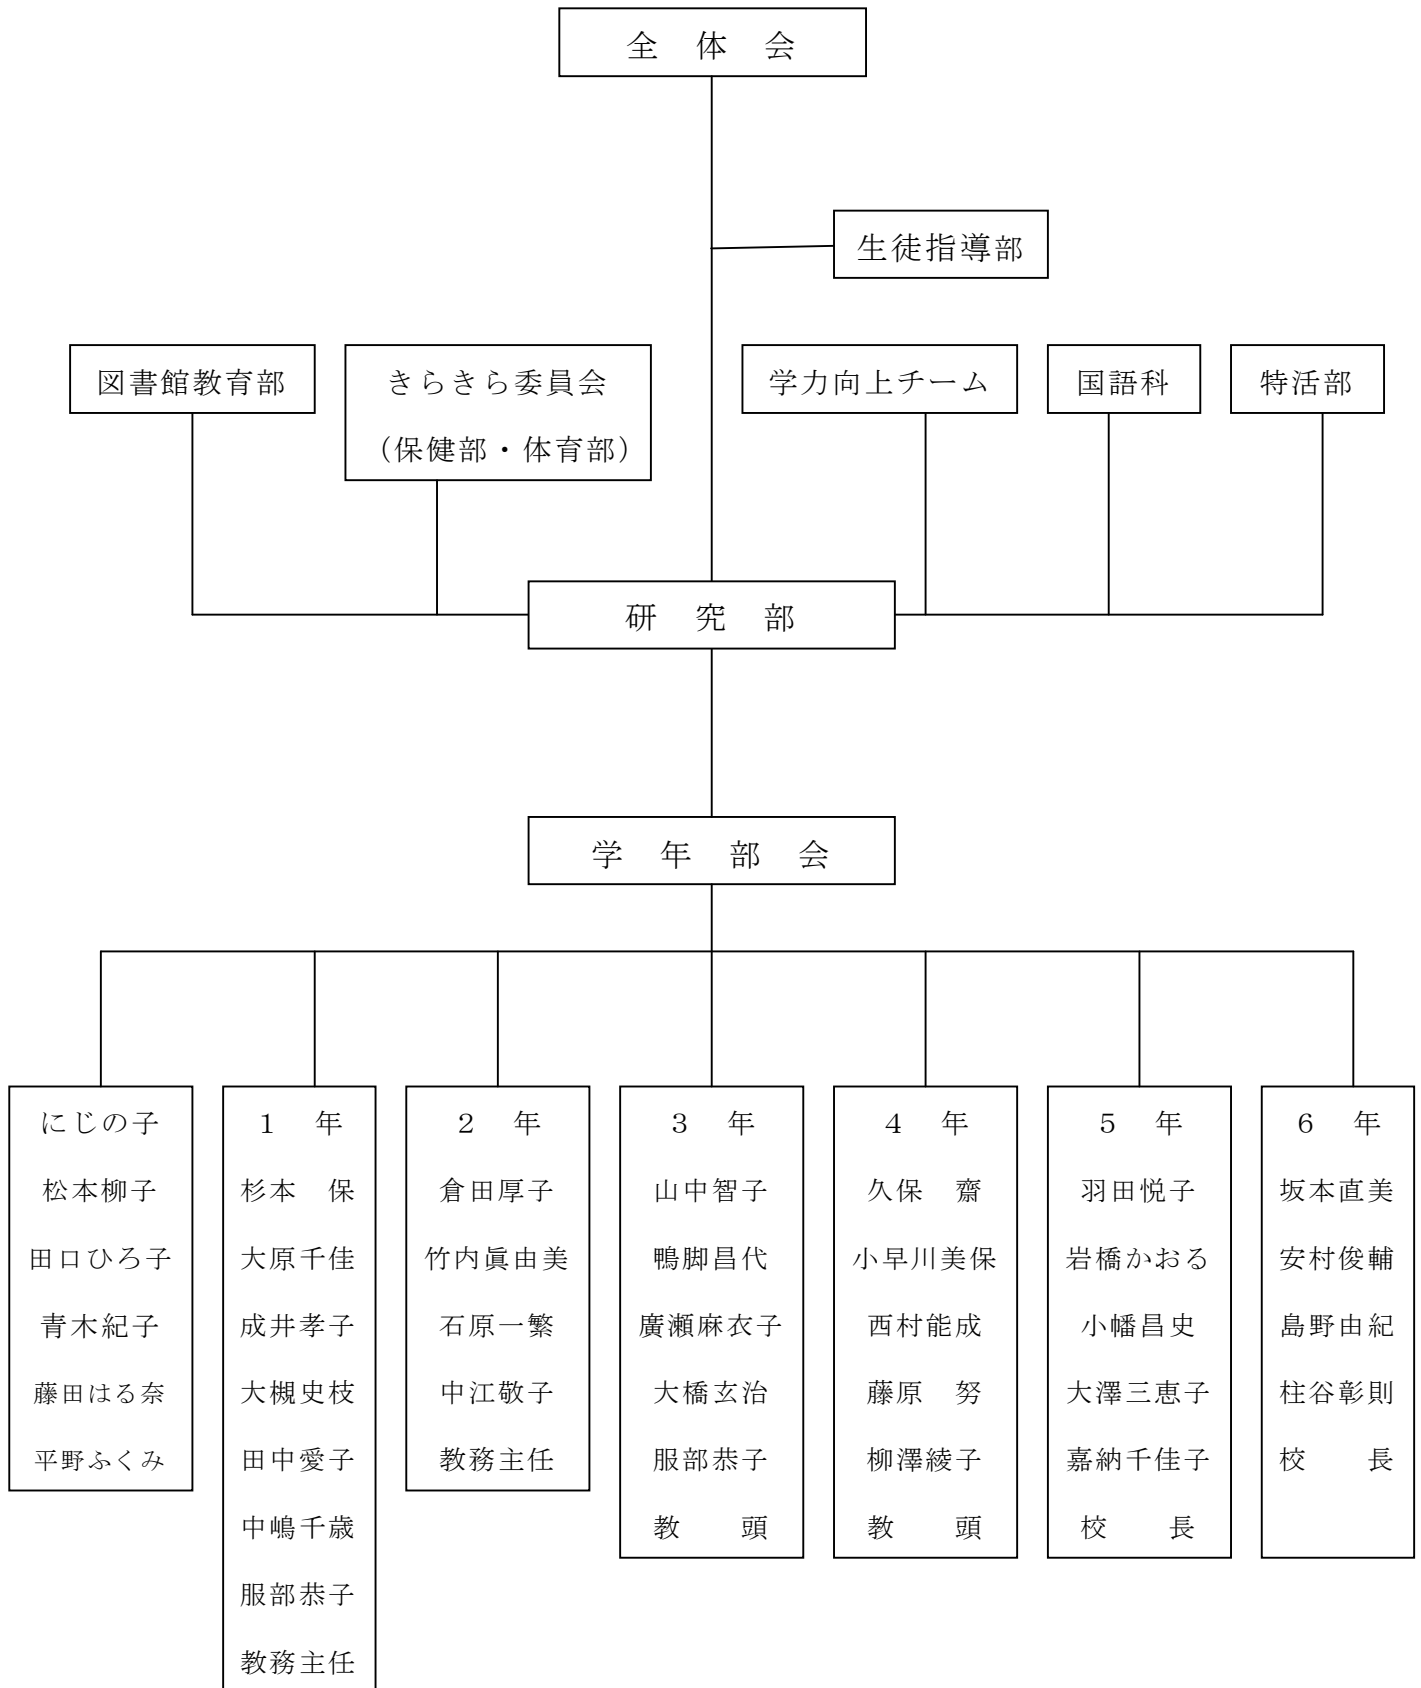 全　体　会
生徒指導部
図書館教育部
きらきら委員会
（保健部・体育部）
学力向上チーム
国語科
特活部
研　究　部
学　年　部　会
にじの子
松本柳子
田口ひろ子
青木紀子
藤田はる奈
平野ふくみ
１　年
杉本　保
大原千佳
成井孝子
大槻史枝
田中愛子
中嶋千歳
服部恭子
教務主任
２　年
倉田厚子
竹内眞由美
石原一繁
中江敬子
教務主任
３　年
山中智子
鴨脚昌代
廣瀬麻衣子
大橋玄治
服部恭子
教　　頭
４　年
久保　齋
小早川美保
西村能成
藤原　努
柳澤綾子
教　　頭
５　年
羽田悦子
岩橋かおる
小幡昌史
大澤三恵子
嘉納千佳子
校　　長
６　年
坂本直美
安村俊輔
島野由紀
柱谷彰則
校　　長